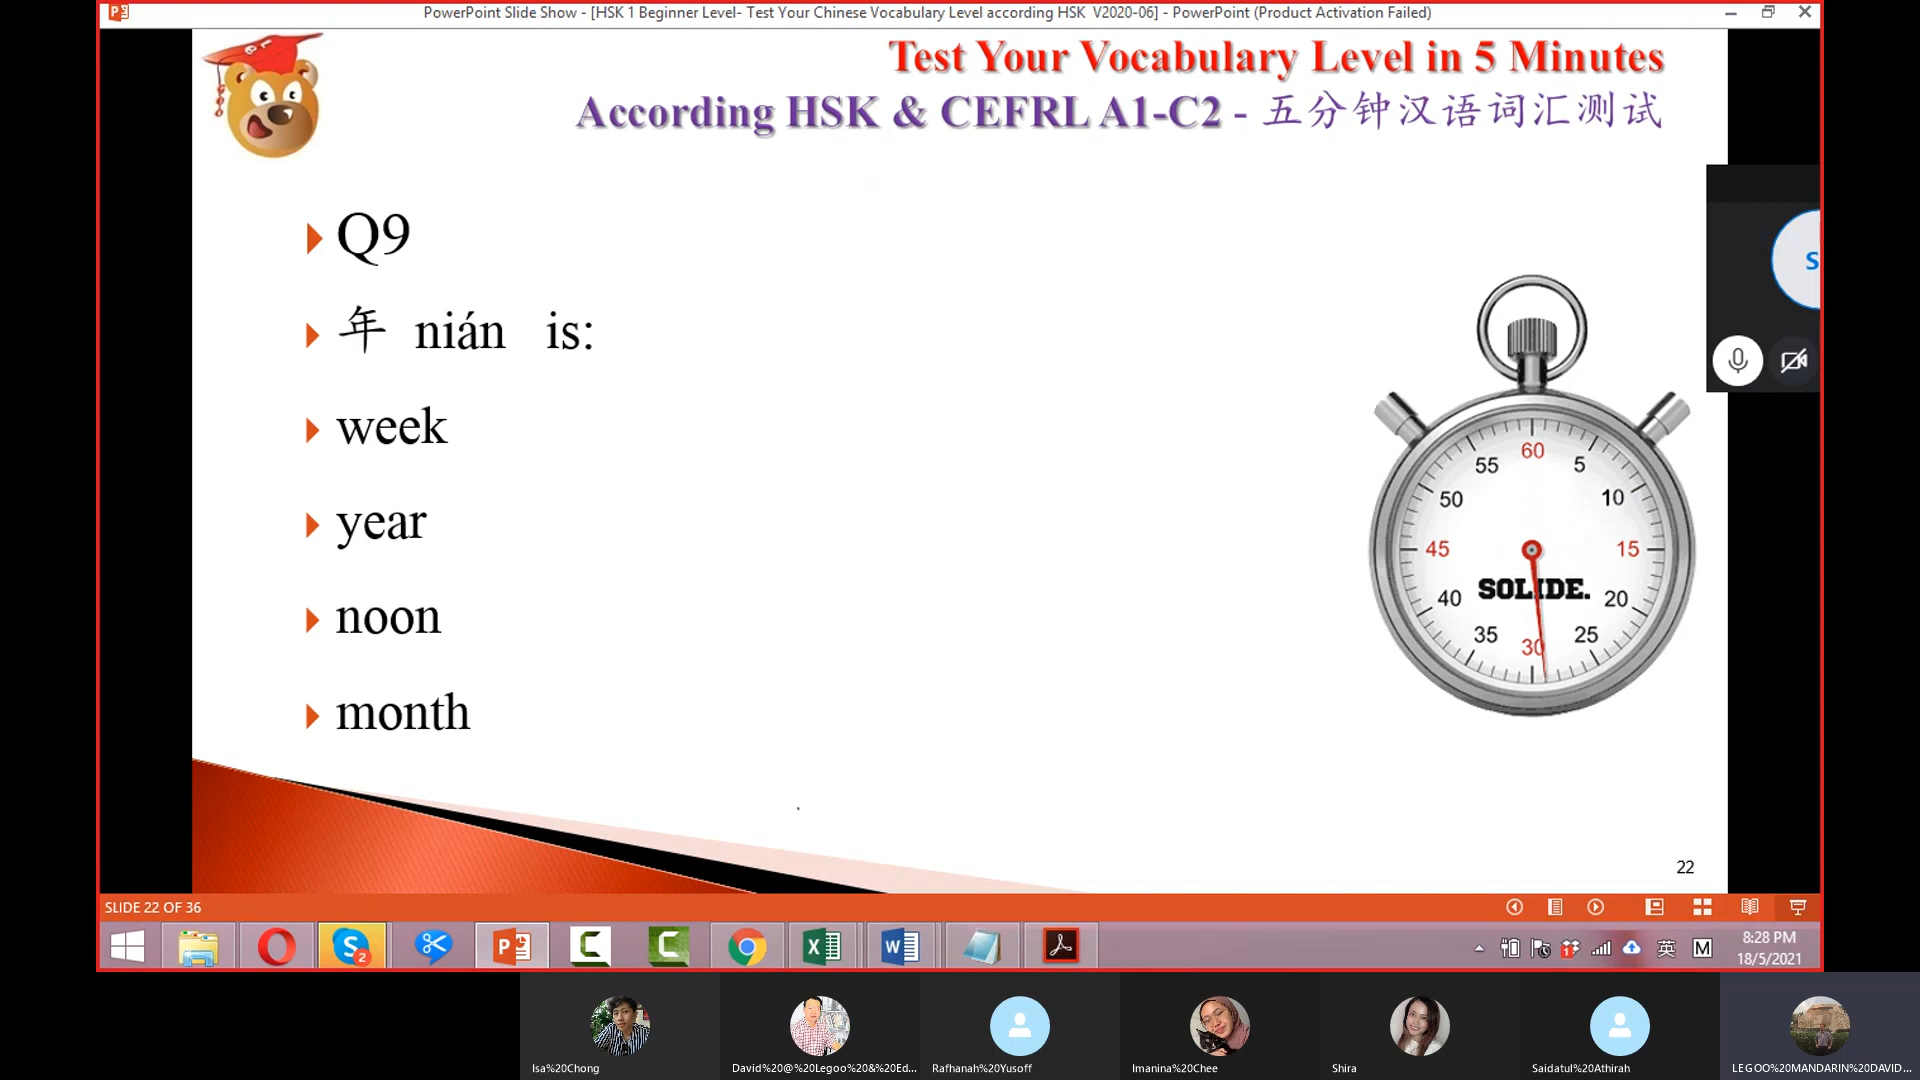 PowerPoint Slide Show - [HSK 1 Beginner Level- Test Your Chinese Vocabulary Level according HSK  V2020-06] - PowerPoint (Product Activation Failed)
Test Your Vocabulary Level in 5 Minutes
According HSK & CEFRL A1-C2 - 五分钟汉语词汇测试
Q9
年 nián is:
week
year
noon
month
S
60
55 5
50 10
45 15
SOLIDE.
40 20
35 25
30
22
SLIDE 22 OF 36
2
英 M
8:28 PM
18/5/2021
Isa%20Chong
David%20@%20Legoo%20&%20Ed...
Rafhanah%20Yusoff
Imanina%20Chee
Shira
Saidatul%20Athirah
LEGOO%20MANDARIN%20DAVID...